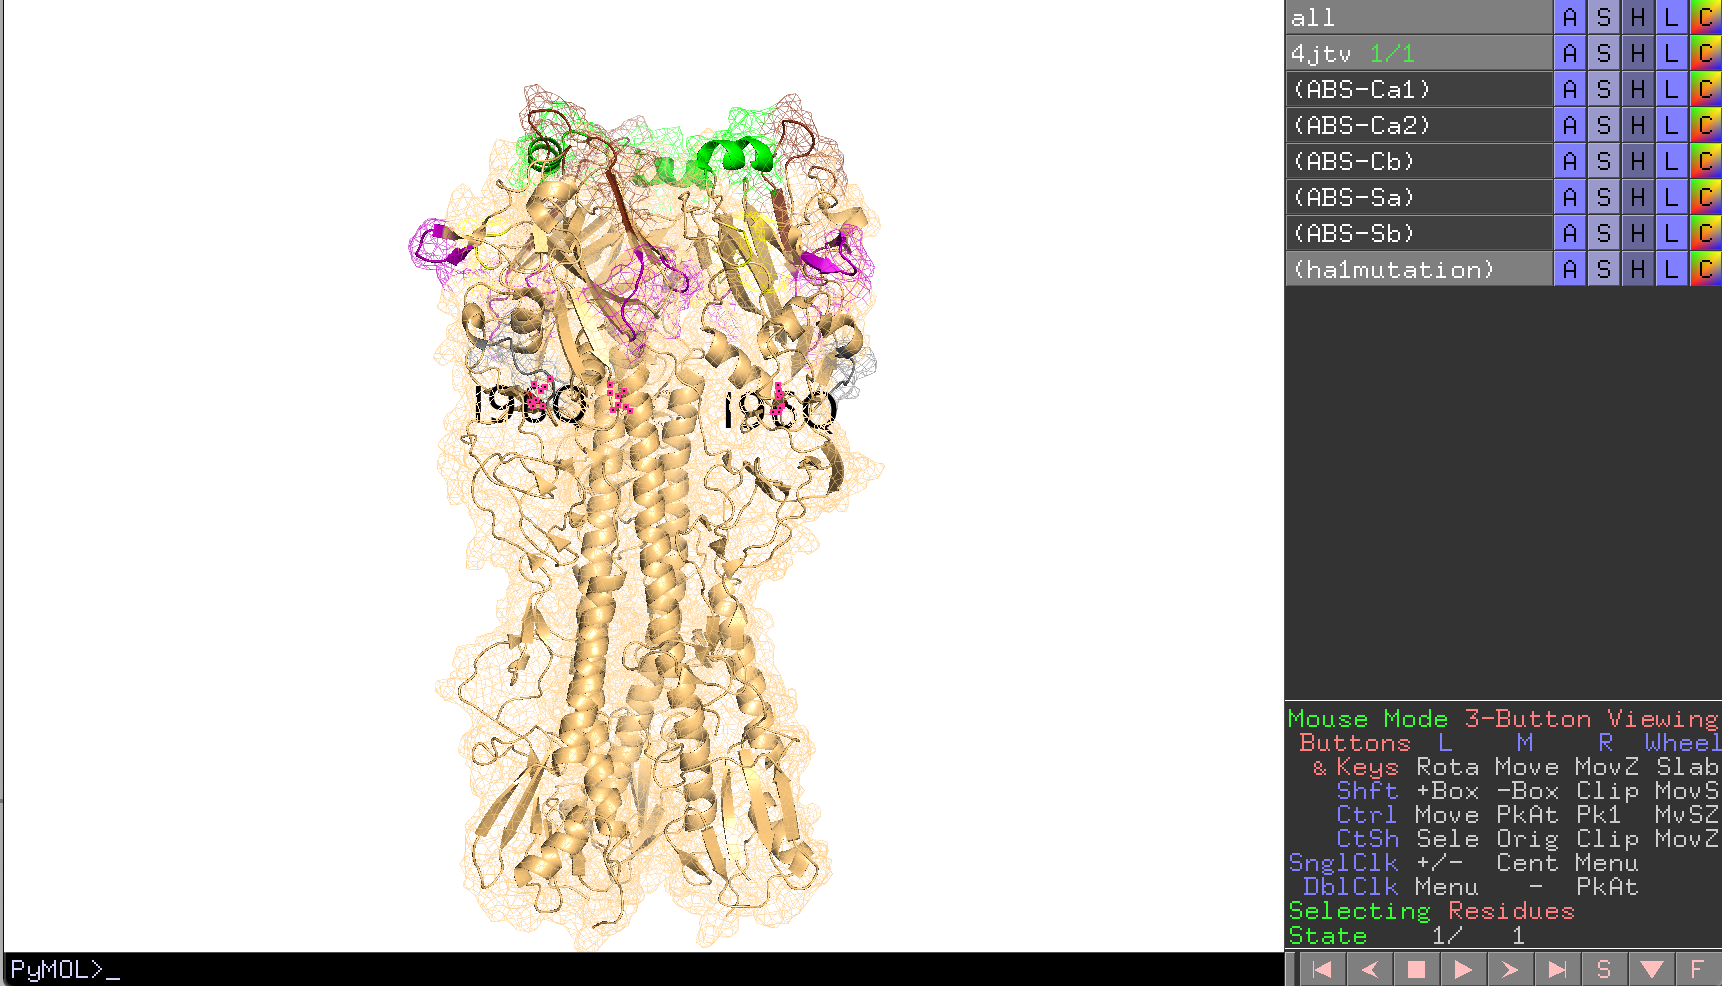 all A S H L C
4jtv 1/1 A S H L C
(ABS-Ca1) A S H L C
(ABS-Ca2) A S H L C
(ABS-Cb) A S H L C
(ABS-Sa) A S H L C
(ABS-Sb) A S H L C
(ha1mutation) A S H L C
I96Q I96Q
Mouse Mode 3-Button Viewing
Buttons L M R Wheel
& Keys Rota Move MovZ Slab
Shft +Box -Box Clip MovS
Ctrl Move PkAt Pk1 MvSZ
CtSh Sele Orig Clip MovZ
SnglClk +/- Cent Menu
DblClk Menu - PkAt
Selecting Residues
State 1/ 1
PyMOL>_
S F